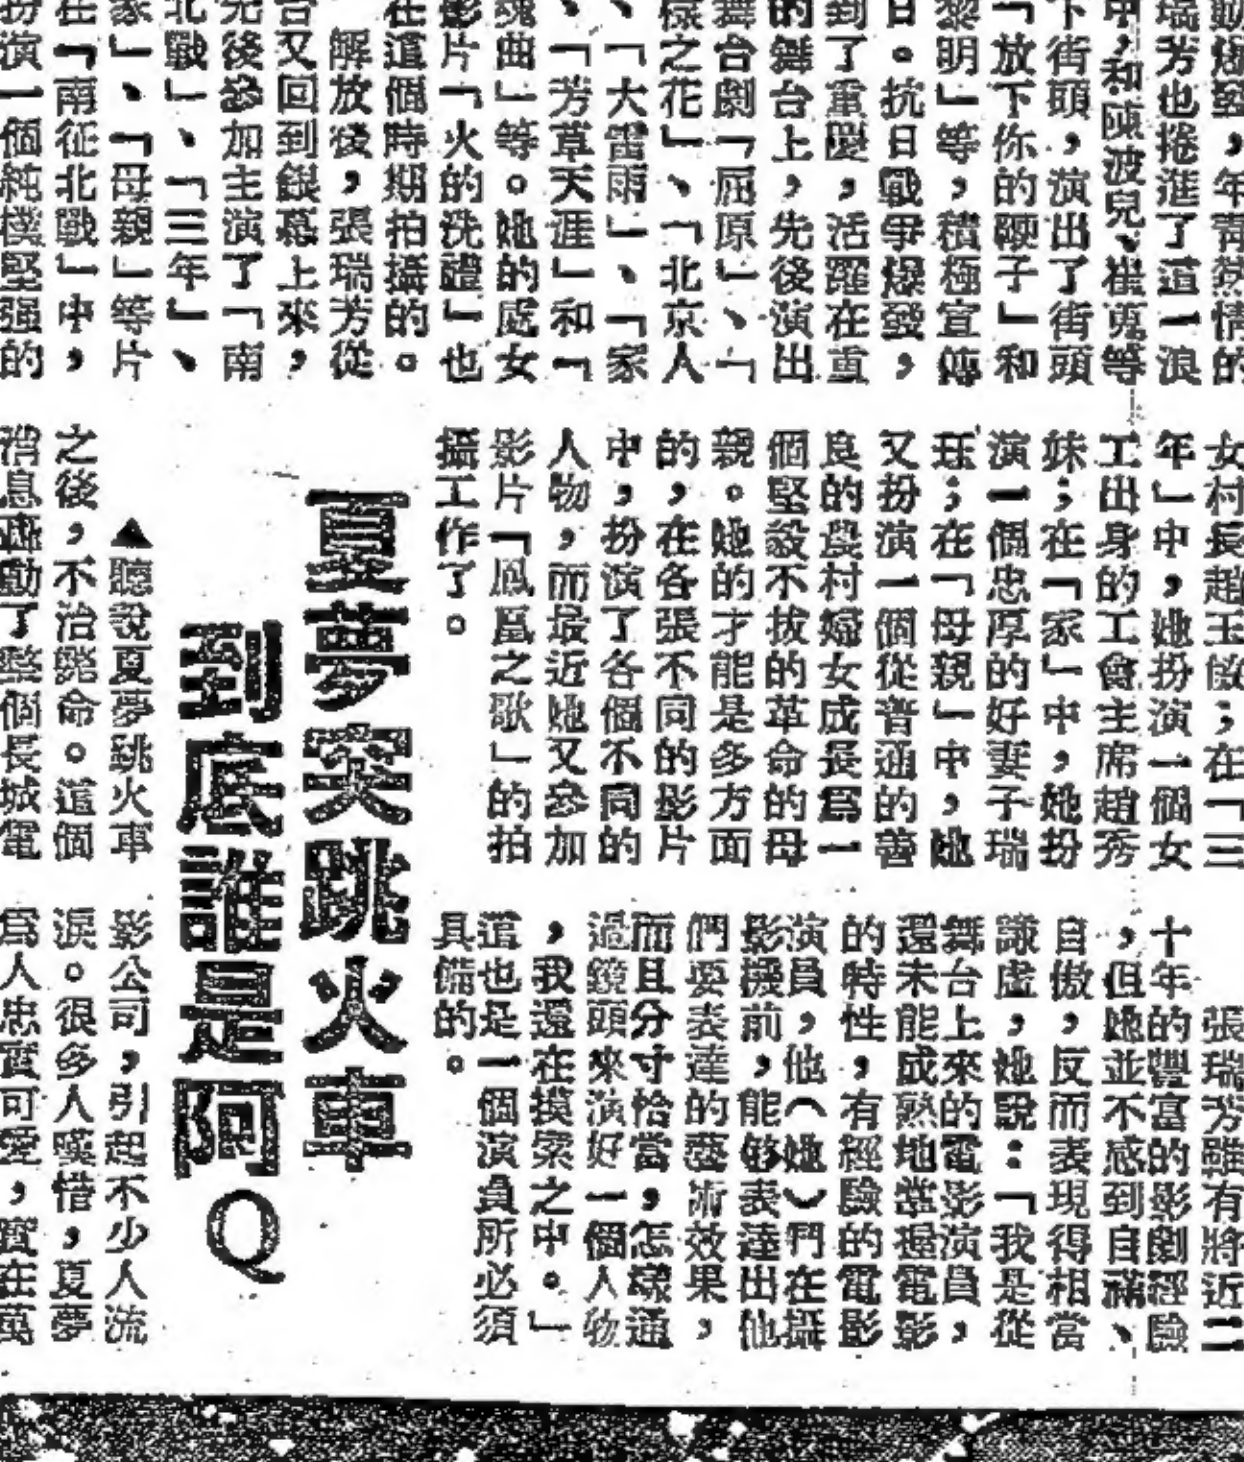 動爆發，年青熱情的
瑞芳也捲進了這一浪
中，和陳波兒、崔嵬等
下街頭，演出了街頭
「放下你的鞭子」和
黎明」等，積極宣傳
日。抗日戰爭爆發，
到了重慶，活躍在重
的舞台上，先後演出
舞台劇「屈原」、「
樣之花」、「北京人
、「大雷雨」、「家
、「芳草天涯」和「
魂曲」等。她的處女
影片「火的洗禮」也
在這個時期拍攝的。
解放後，張瑞芳從
台又回到銀幕上來，
先後參加主演了「南
北戰」、「三年」、
家」、「母親」等片
在「南征北戰」中，
扮演一個純樸堅强的
女村長趙玉敏；在「三
年」中，她扮演一個女
工出身的工會主席趙秀
妹；在「家」中，她扮
演一個忠厚的好妻子瑞
珏；在「母親」中，她
又扮演一個從普通的善
良的農村婦女成長爲一
個堅毅不拔的革命的母
親。她的才能是多方面
的，在各張不同的影片
中，扮演了各個不同的
人物，而最近她又參加
影片「鳳凰之歌」的拍
攝工作了。
張瑞芳雖有將近二
十年的豐富的影劇經驗
，但她並不感到自滿、
自傲，反而表現得相當
謙虛，她說：「我是從
舞台上來的電影演員，
還未能成熟地掌握電影
的特性，有經驗的電影
演員，他（她）們在攝
影機前，能够表達出他
們要表達的藝術效果，
而且分寸恰當，怎樣通
過鏡頭來演好一個人物
，我還在摸索之中。」
這也是一個演員所必須
具備的。
夏夢突跳火車
到底誰是阿Q
▲聽說夏夢跳火車
之後，不治斃命。這個
消息轟動了整個長城電
影公司，引起不少人流
淚。很多人嘆惜，夏夢
爲人忠實可愛，實在萬